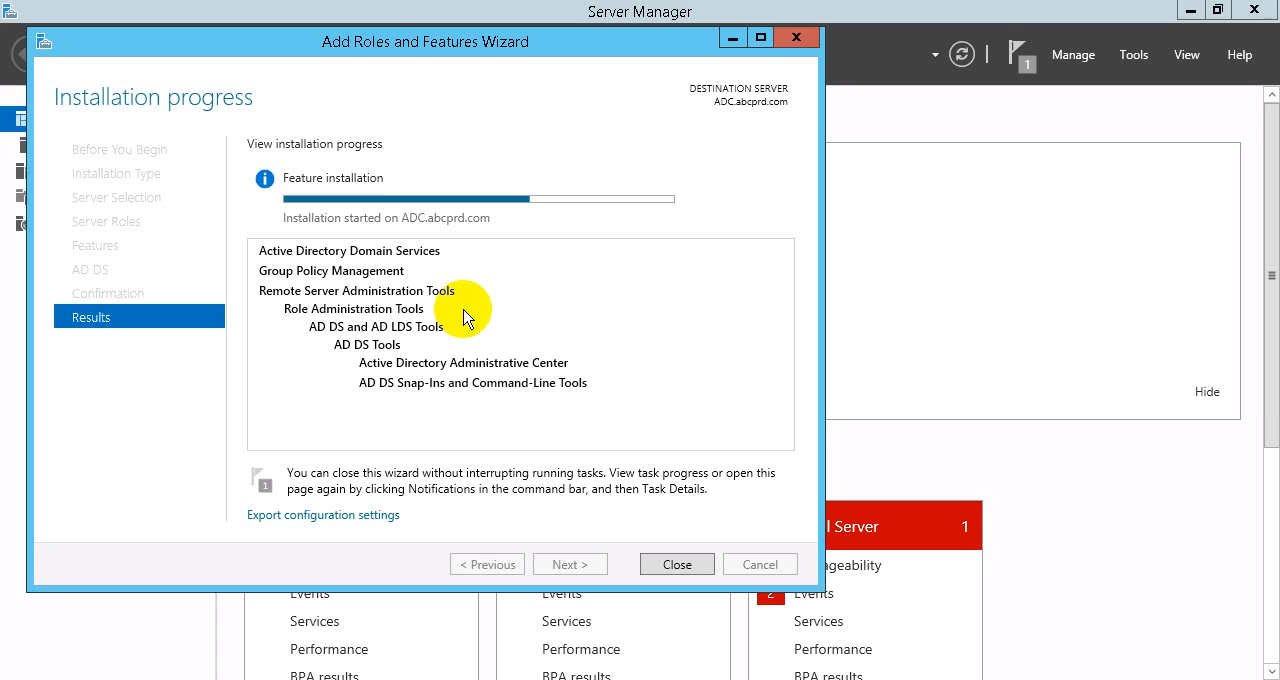 Server Manager
Add Roles and Features Wizard
1
Manage
Tools
View
Help
Installation progress
DESTINATION SERVER
ADC.abcprd.com
Before You Begin
Installation Type
Server Selection
Server Roles
Features
AD DS
Confirmation
Results
View installation progress
Feature installation
Installation started on ADC.abcprd.com
Active Directory Domain Services
Group Policy Management
Remote Server Administration Tools
Role Administration Tools
AD DS and AD LDS Tools
AD DS Tools
Active Directory Administrative Center
AD DS Snap-Ins and Command-Line Tools
1
You can close this wizard without interrupting running tasks. View task progress or open this
page again by clicking Notifications in the command bar, and then Task Details.
Export configuration settings
< Previous
Next >
Close
Cancel
Hide
l Server
1
ageability
Events
Events
2
Events
Services
Services
Services
Performance
Performance
Performance
BPA results
BPA results
BPA results